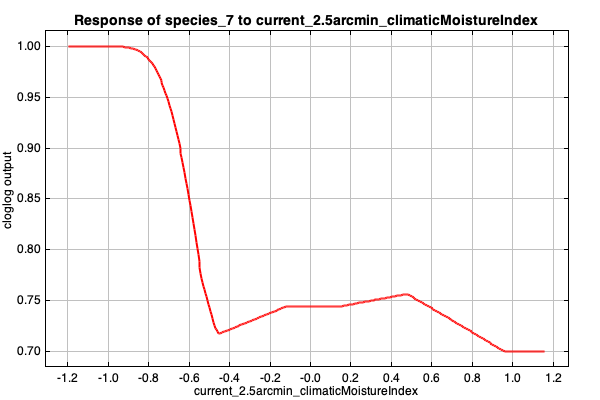 Response of species_7 to current_2.5arcmin_climaticMoistureIndex
1.00
0.95
0.90
0.85
0.80
0.75
0.70
cloglog output
-1.2 -1.0 -0.8 -0.6 -0.4 -0.2 -0.0 0.2 0.4 0.6 0.8 1.0 1.2
current_2.5arcmin_climaticMoistureIndex